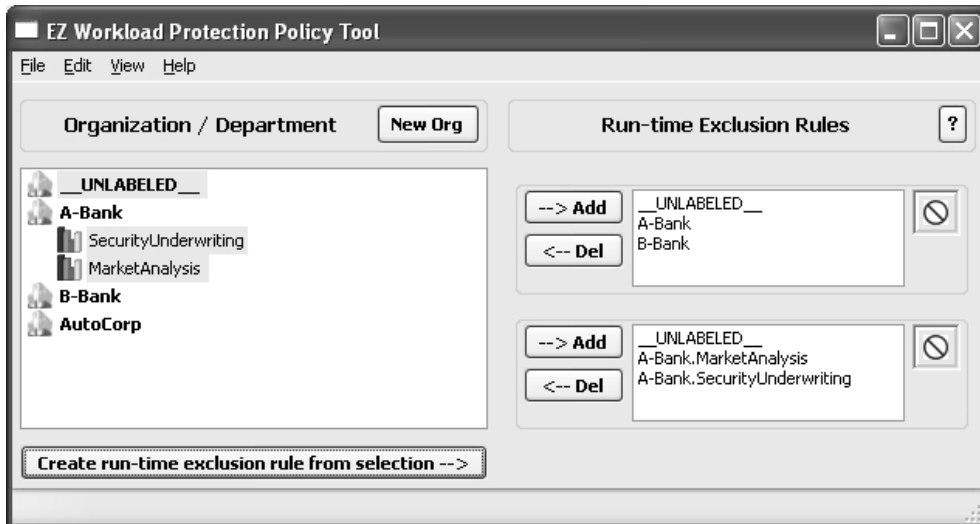 EZ Workload Protection Policy Tool
File Edit View Help
Organization / Department
New Org
__UNLABELED__
A-Bank
SecurityUnderwriting
MarketAnalysis
B-Bank
AutoCorp
Create run-time exclusion rule from selection -->
Run-time Exclusion Rules
?
--> Add
<-- Del
__UNLABELED__
A-Bank
B-Bank
--> Add
<-- Del
__UNLABELED__
A-Bank.MarketAnalysis
A-Bank.SecurityUnderwriting